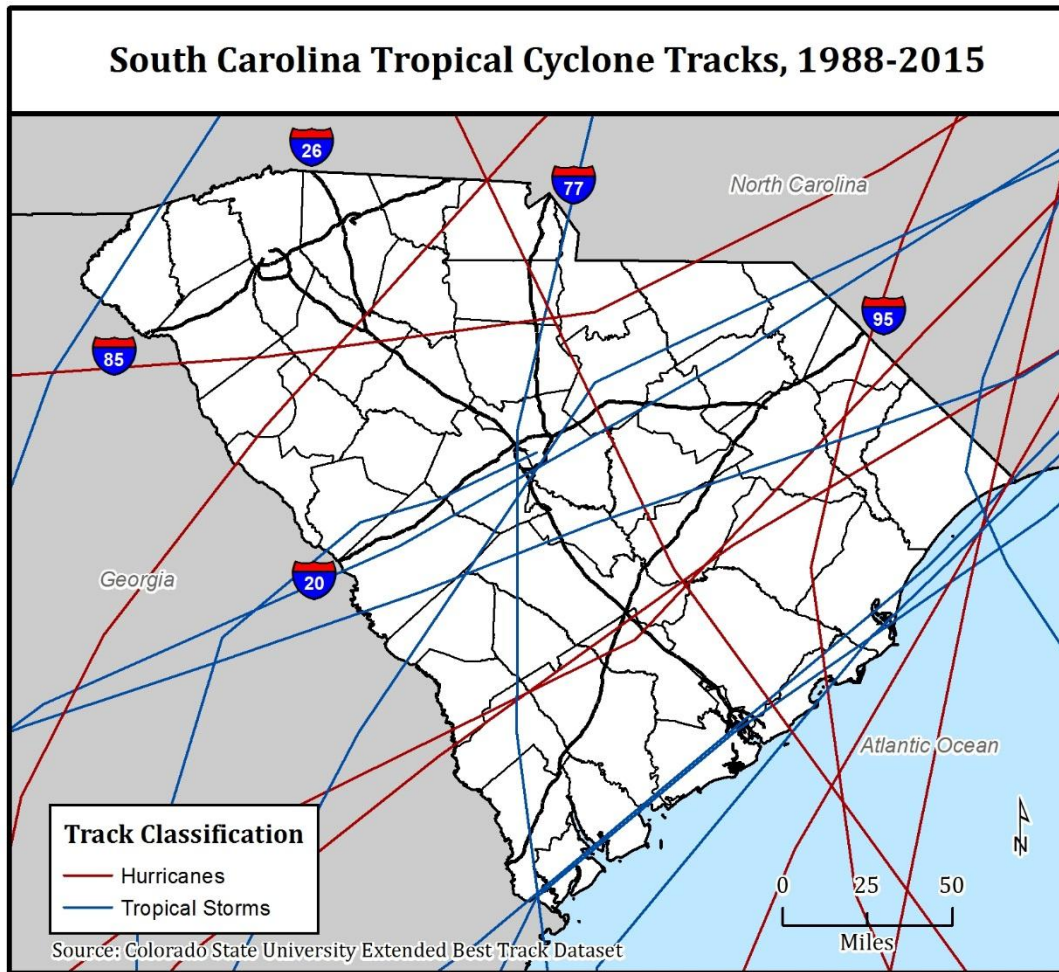 South Carolina Tropical Cyclone Tracks, 1988-2015
26
77
North Carolina
95
85
Georgia
20
Atlantic Ocean
Track Classification
Hurricanes
Tropical Storms
N
0 25 50
Miles
Source: Colorado State University Extended Best Track Dataset